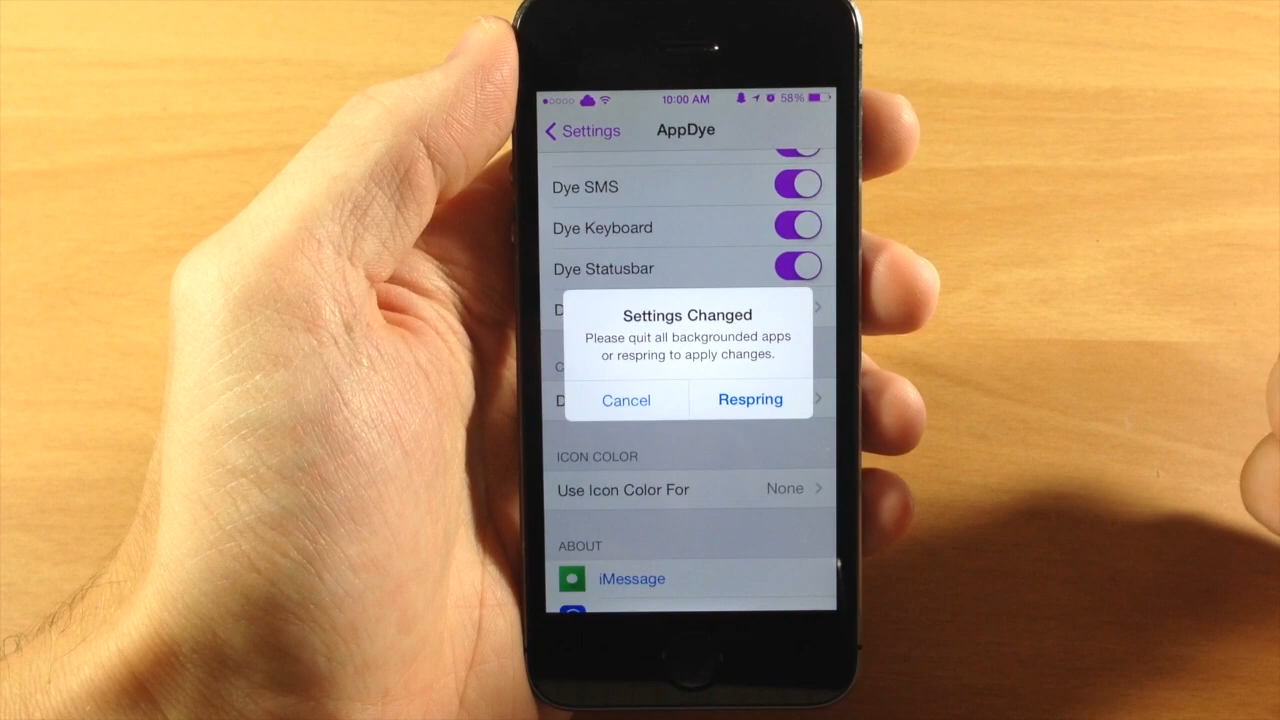 10:00 AM 58%
Settings AppDye
Dye SMS
Dye Keyboard
Dye Statusbar
D
Settings Changed
Please quit all backgrounded apps
or respring to apply changes.
C
D
Cancel Respring
ICON COLOR
Use Icon Color For None
ABOUT
iMessage